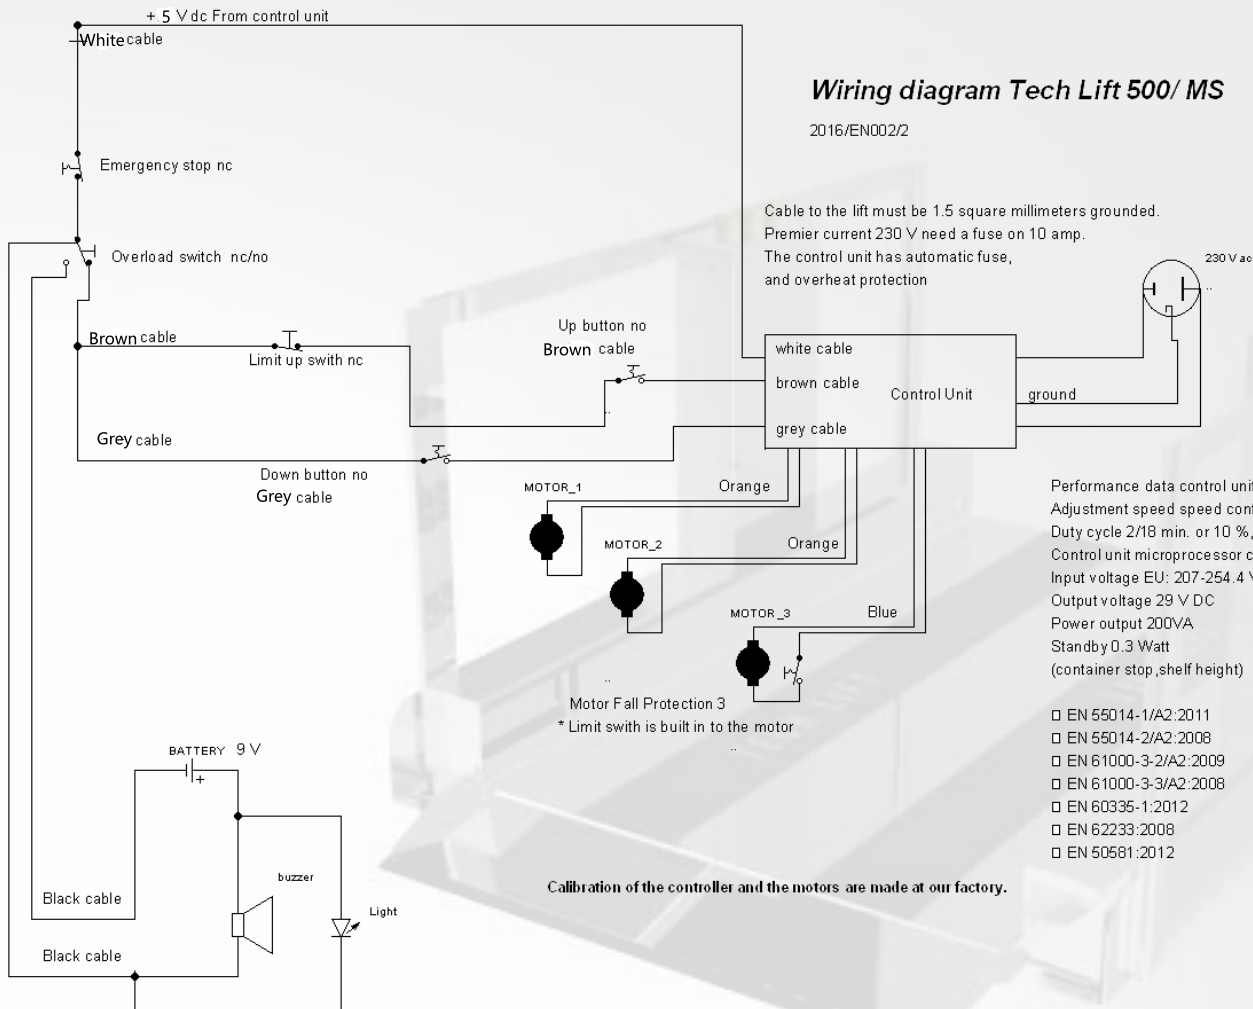 + 5 V dc From control unit
White cable
Wiring diagram Tech Lift 500/ MS
2016/EN002/2
Emergency stop nc
Cable to the lift must be 1.5 square millimeters grounded.
Premier current 230 V need a fuse on 10 amp.
The control unit has automatic fuse,
and overheat protection
230 V ac
Overload switch nc/no
Brown cable
Limit up swith nc
Up button no
Brown cable
white cable
brown cable
Control Unit
ground
grey cable
Grey cable
Down button no
Grey cable
MOTOR_1
Orange
MOTOR_2
Orange
MOTOR_3
Blue
Motor Fall Protection 3
* Limit swith is built in to the motor
Performance data control unit
Adjustment speed speed cont
Duty cycle 2/18 min. or 10 %,
Control unit microprocessor c
Input voltage EU: 207-254.4 V
Output voltage 29 V DC
Power output 200VA
Standby 0.3 Watt
(container stop,shelf height)
EN 55014-1/A2:2011
EN 55014-2/A2:2008
EN 61000-3-2/A2:2009
EN 61000-3-3/A2:2008
EN 60335-1:2012
EN 62233:2008
EN 50581:2012
BATTERY 9 V
+
buzzer
Light
Black cable
Black cable
Calibration of the controller and the motors are made at our factory.